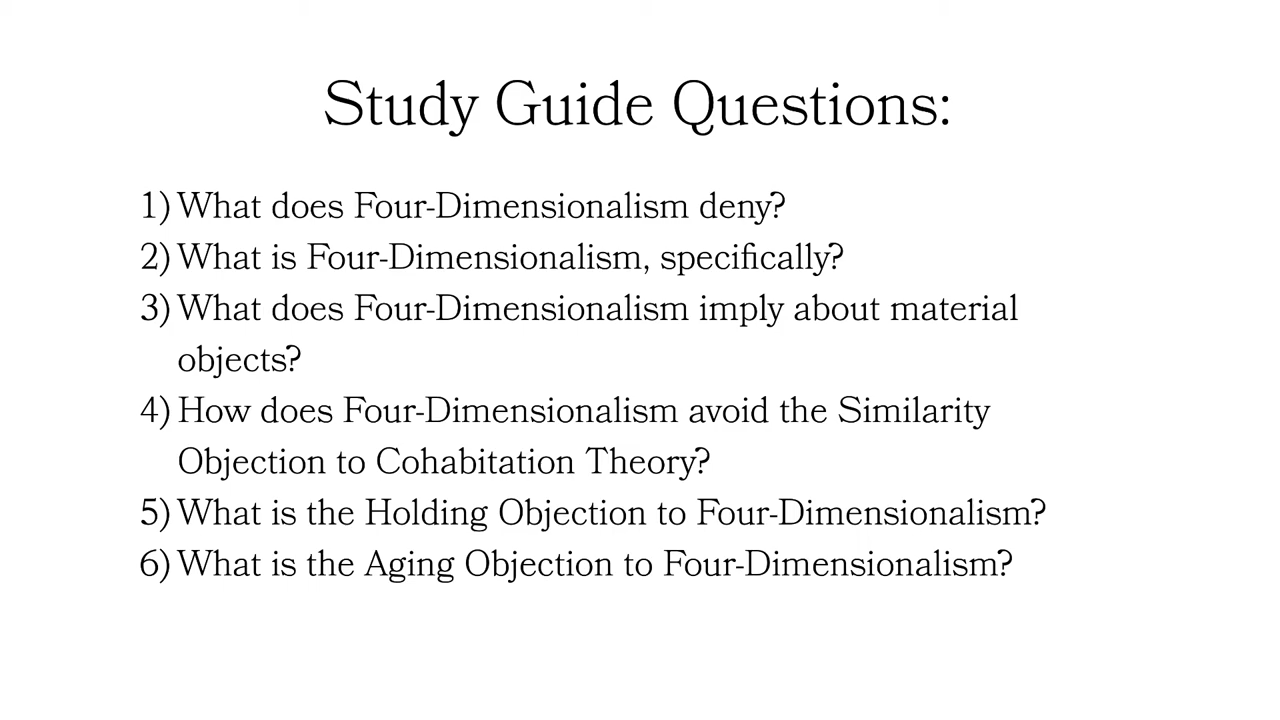 Study Guide Questions:
1) What does Four-Dimensionalism deny?
2) What is Four-Dimensionalism, specifically?
3) What does Four-Dimensionalism imply about material
objects?
4) How does Four-Dimensionalism avoid the Similarity
Objection to Cohabitation Theory?
5) What is the Holding Objection to Four-Dimensionalism?
6) What is the Aging Objection to Four-Dimensionalism?